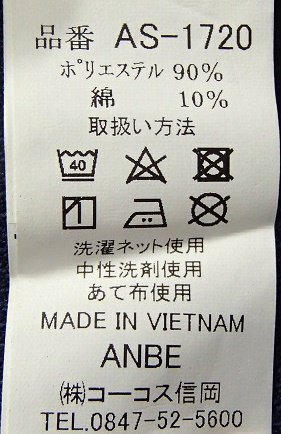 品番 AS-1720
ポリエステル 90%
綿 10%
取扱い方法
40
洗濯ネット使用
中性洗剤使用
あて布使用
MADE IN VIETNAM
ANBE
㈱コーコス信岡
TEL.0847-52-5600